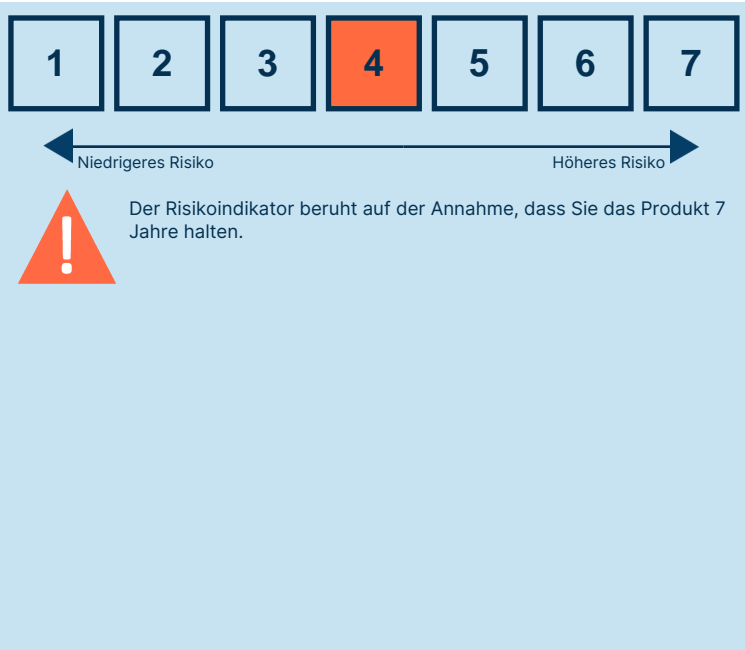 1 2 3 4 5 6 7
Niedrigeres Risiko Höheres Risiko
Der Risikoindikator beruht auf der Annahme, dass Sie das Produkt 7
Jahre halten.
!